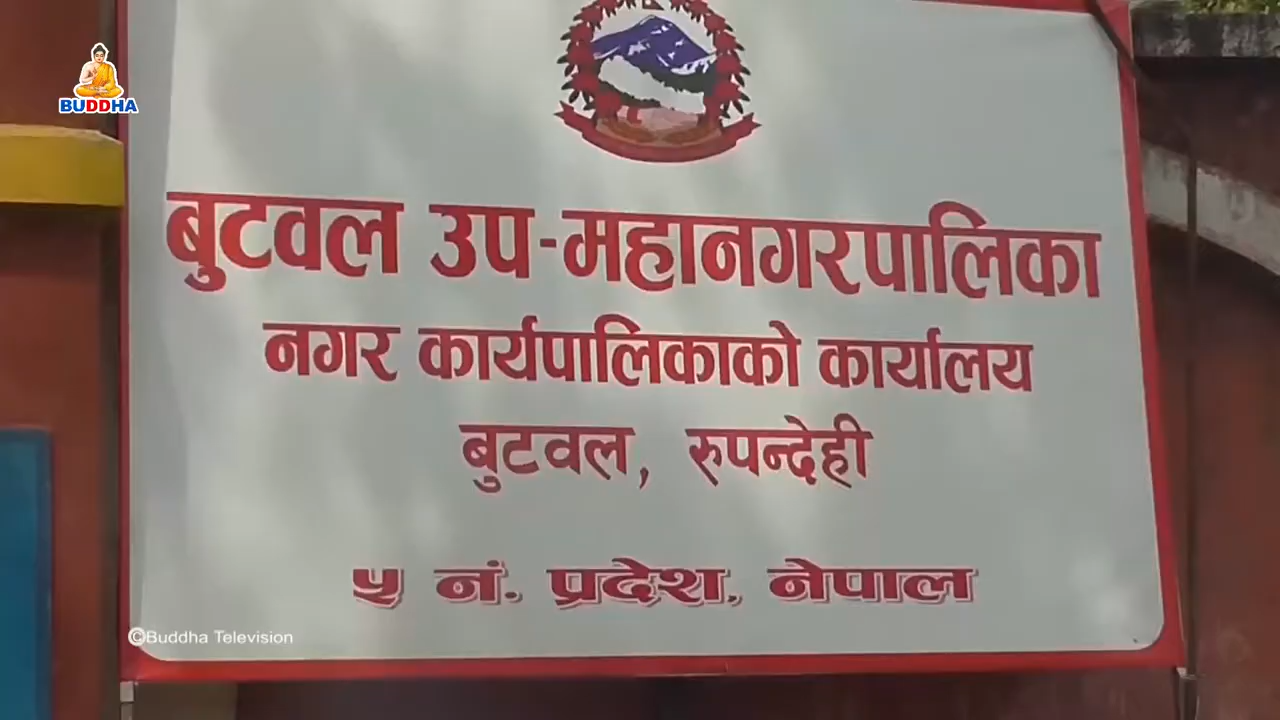 BUDDHA
बुटवल उप-महानगरपालिका
नगर कार्यपालिकाको कार्यालय
बुटवल, रुपन्देही
५ नं. प्रदेश, नेपाल
©Buddha Television